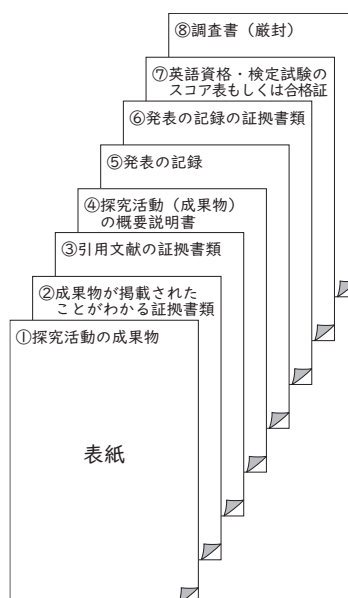 ⑧調査書（厳封）
⑦英語資格・検定試験の
スコア表もしくは合格証
⑥発表の記録の証拠書類
⑤発表の記録
④探究活動（成果物）
の概要説明書
③引用文献の証拠書類
②成果物が掲載された
ことがわかる証拠書類
①探究活動の成果物
表紙